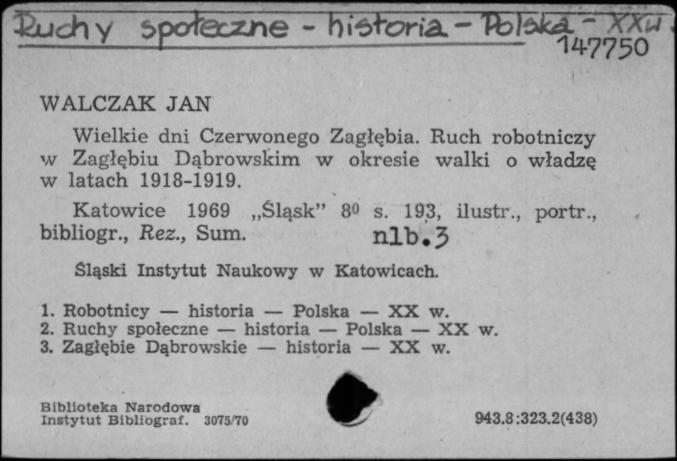 Ruchy społeczne - historia - Polska - XXw.
147750
WALCZAK JAN
Wielkie dni Czerwonego Zagłębia. Ruch robotniczy
w Zagłębiu Dąbrowskim w okresie walki o władzę
w latach 1918-1919.
Katowice 1969 „Śląsk” 8⁰ s. 193, ilustr., portr.,
bibliogr., Rez., Sum. nlb.3
Śląski Instytut Naukowy w Katowicach.
1. Robotnicy — historia — Polska — XX w.
2. Ruchy społeczne — historia — Polska — XX w.
3. Zagłębie Dąbrowskie — historia — XX w.
Biblioteka Narodowa
Instytut Bibliograf. 3075/70
943.8:323.2(438)